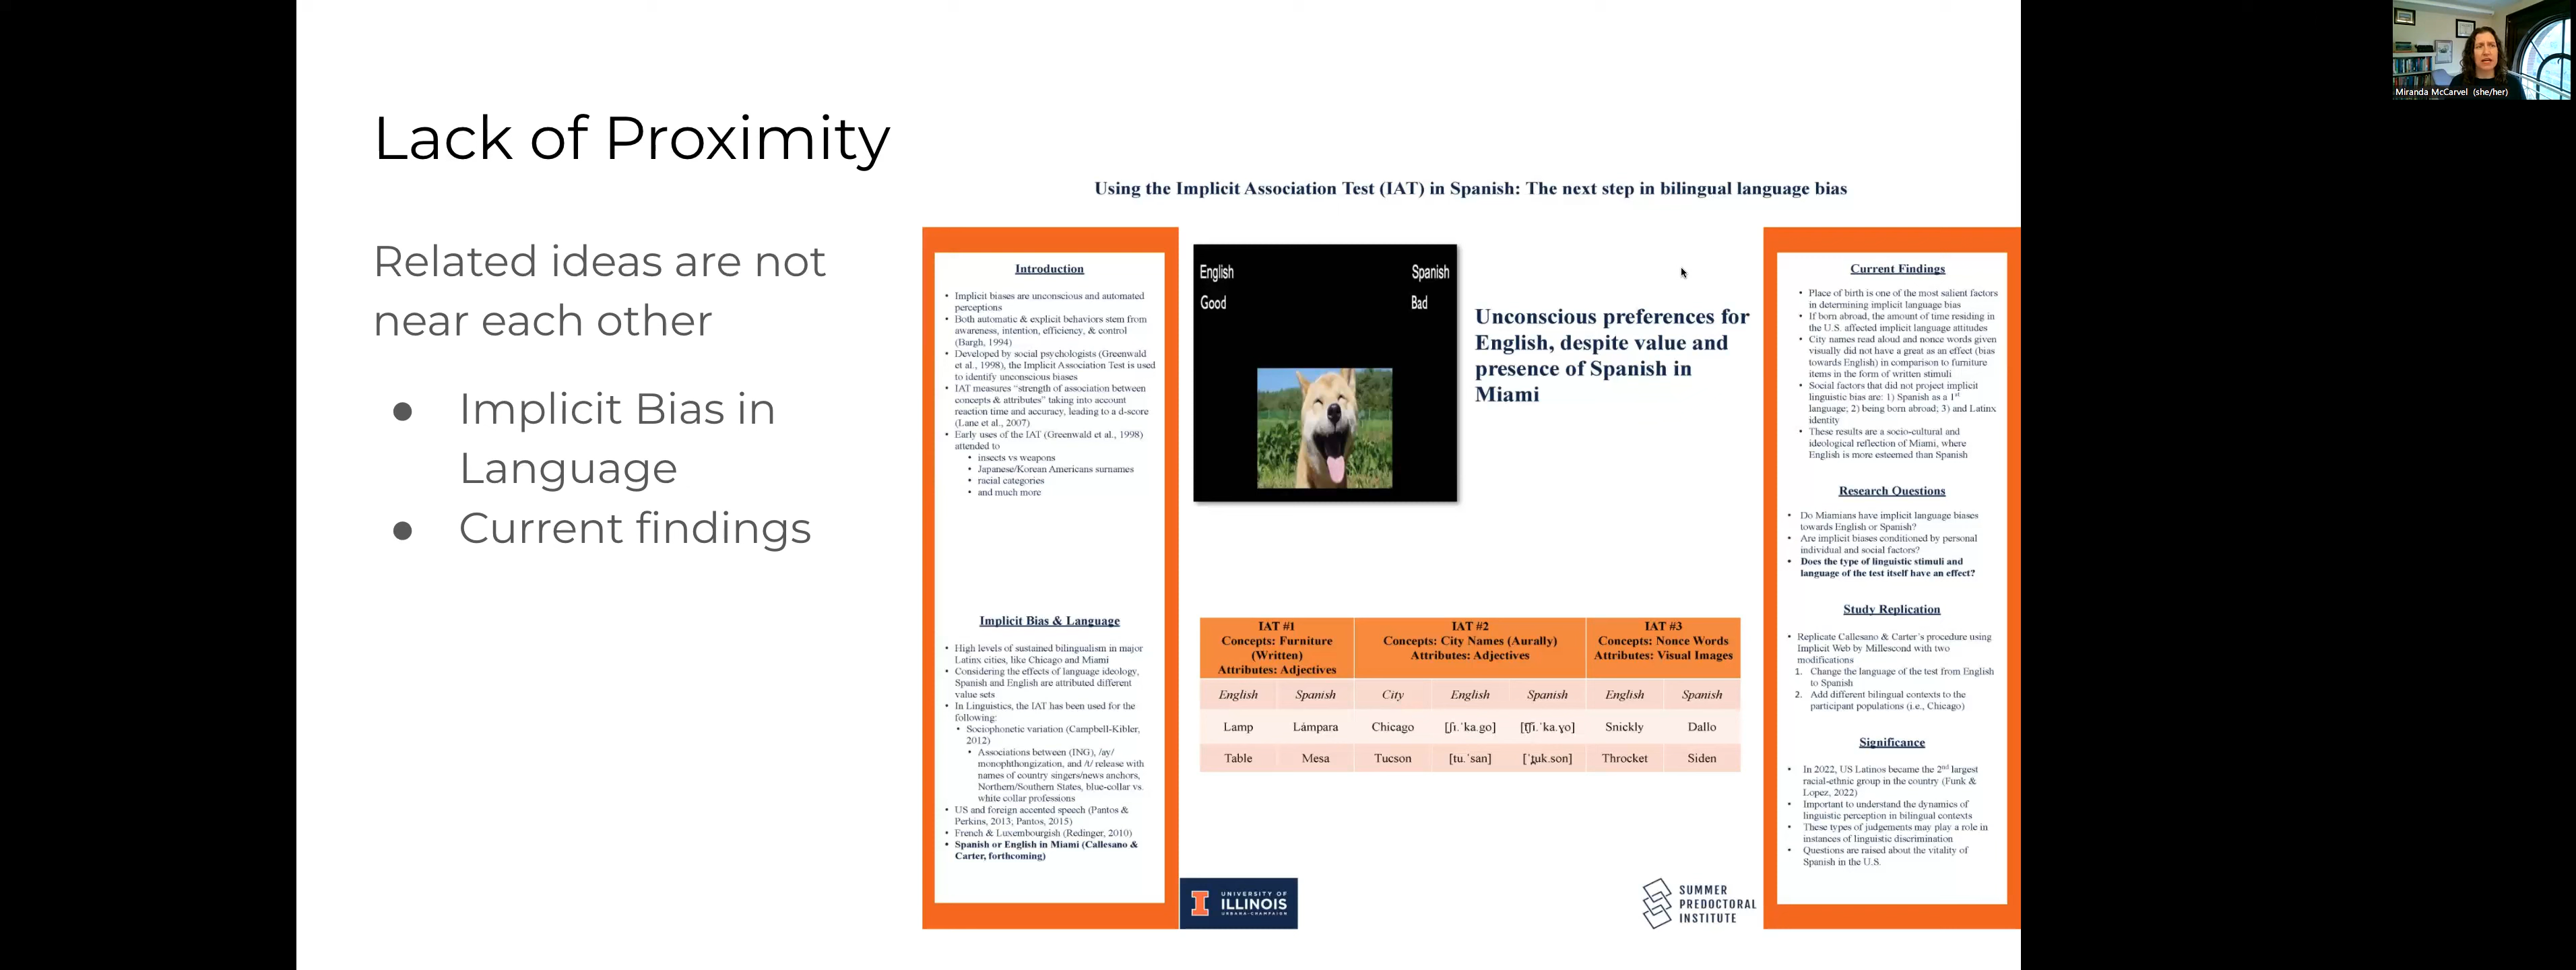 Lack of Proximity
Related ideas are not
near each other
● Implicit Bias in
Language
● Current findings
Using the Implicit Association Test (IAT) in Spanish: The next step in bilingual language bias
Introduction
• Implicit biases are unconscious and automated
perceptions
• Both automatic & explicit behaviors stem from
awareness, intention, efficiency, & control
(Bargh, 1994)
• Developed by social psychologists (Greenwald
et al., 1998), the Implicit Association Test is used
to identify unconscious biases
• IAT measures "strength of association between
concepts & attributes" taking into account
reaction time and accuracy, leading to a d-score
(Lane et al., 2007)
• Early uses of the IAT (Greenwald et al., 1998)
attended to
• insects vs weapons
• Japanese/Korean Americans surnames
• racial categories
• and much more
Implicit Bias & Language
• High levels of sustained bilingualism in major
Latinx cities, like Chicago and Miami
• Considering the effects of language ideology,
Spanish and English are attributed different
value sets
• In Linguistics, the IAT has been used for the
following:
• Sociophonetic variation (Campbell-Kibler,
2012)
• Associations between (ING), /ay/
monophthongization, and /t/ release with
names of country singers/news anchors,
Northern/Southern States, blue-collar vs.
white collar professions
• US and foreign accented speech (Pantos &
Perkins, 2013; Pantos, 2015)
• French & Luxembourgish (Redinger, 2010)
• Spanish or English in Miami (Callesano &
Carter, forthcoming)
English Spanish
Good Bad
Unconscious preferences for
English, despite value and
presence of Spanish in
Miami
IAT #1 IAT #2 IAT #3
Concepts: Furniture Concepts: City Names (Aurally) Concepts: Nonce Words
(Written) Attributes: Adjectives Attributes: Visual Images
Attributes: Adjectives
English Spanish City English Spanish English Spanish
Lamp Lámpara Chicago [ʃi.ˈka.go] [t͡ʃi.ˈka.ɣo] Snickly Dallo
Table Mesa Tucson [tu.ˈsan] [ˈt̪uk.son] Throcket Siden
UNIVERSITY OF
ILLINOIS
URBANA-CHAMPAIGN
SUMMER
PREDOCTORAL
INSTITUTE
Current Findings
• Place of birth is one of the most salient factors
in determining implicit language bias
• If born abroad, the amount of time residing in
the U.S. affected implicit language attitudes
• City names read aloud and nonce words given
visually did not have a great as an effect (bias
towards English) in comparison to furniture
items in the form of written stimuli
• Social factors that did not project implicit
linguistic bias are: 1) Spanish as a 1st
language; 2) being born abroad; 3) and Latinx
identity
• These results are a socio-cultural and
ideological reflection of Miami, where
English is more esteemed than Spanish
Research Questions
• Do Miamians have implicit language biases
towards English or Spanish?
• Are implicit biases conditioned by personal
individual and social factors?
• Does the type of linguistic stimuli and
language of the test itself have an effect?
Study Replication
• Replicate Callesano & Carter's procedure using
Implicit Web by Millescond with two
modifications
1. Change the language of the test from English
to Spanish
2. Add different bilingual contexts to the
participant populations (i.e., Chicago)
Significance
• In 2022, US Latinos became the 2nd largest
racial-ethnic group in the country (Funk &
Lopez, 2022)
• Important to understand the dynamics of
linguistic perception in bilingual contexts
• These types of judgements may play a role in
instances of linguistic discrimination
• Questions are raised about the vitality of
Spanish in the U.S.
Miranda McCarvel (she/her)